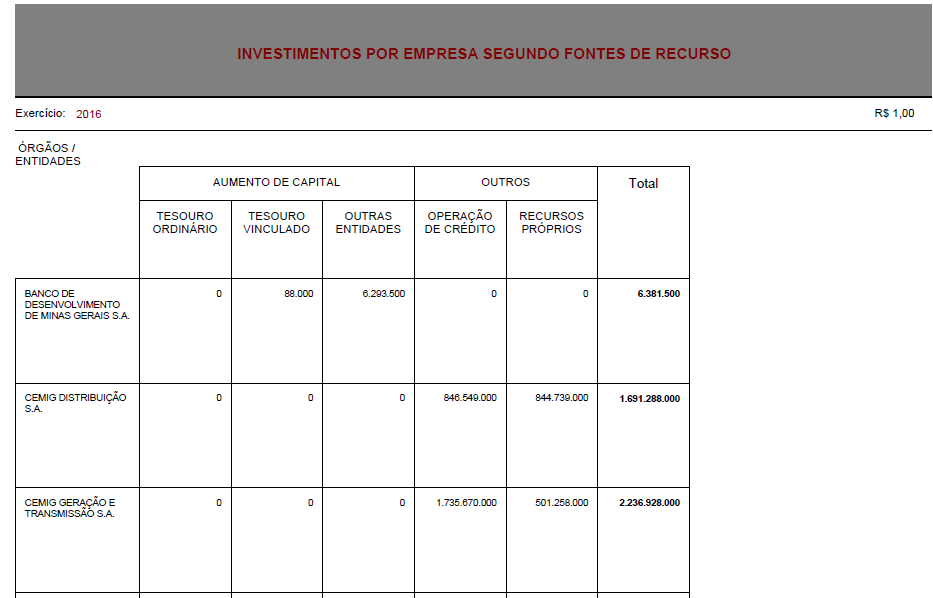 INVESTIMENTOS POR EMPRESA SEGUNDO FONTES DE RECURSO
Exercício: 2016 R$ 1,00
ÓRGÃOS /
ENTIDADES
AUMENTO DE CAPITAL OUTROS Total
TESOURO TESOURO OUTRAS OPERAÇÃO RECURSOS
ORDINÁRIO VINCULADO ENTIDADES DE CRÉDITO PRÓPRIOS
BANCO DE 0 88.000 6.293.500 0 0 6.381.500
DESENVOLVIMENTO
DE MINAS GERAIS S.A.
CEMIG DISTRIBUIÇÃO 0 0 0 846.549.000 844.739.000 1.691.288.000
S.A.
CEMIG GERAÇÃO E 0 0 0 1.735.670.000 501.258.000 2.236.928.000
TRANSMISSÃO S.A.